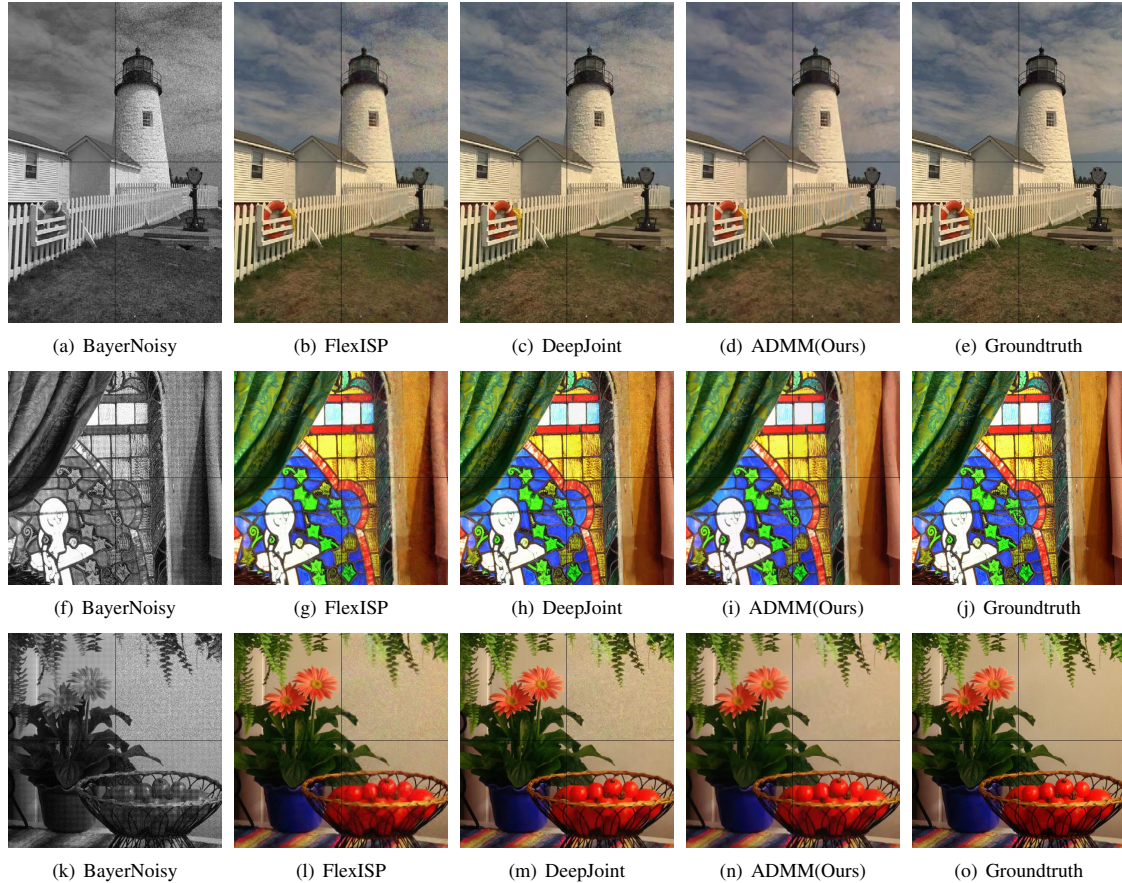 (a) BayerNoisy (b) FlexISP (c) DeepJoint (d) ADMM(Ours) (e) Groundtruth
(f) BayerNoisy (g) FlexISP (h) DeepJoint (i) ADMM(Ours) (j) Groundtruth
(k) BayerNoisy (l) FlexISP (m) DeepJoint (n) ADMM(Ours) (o) Groundtruth